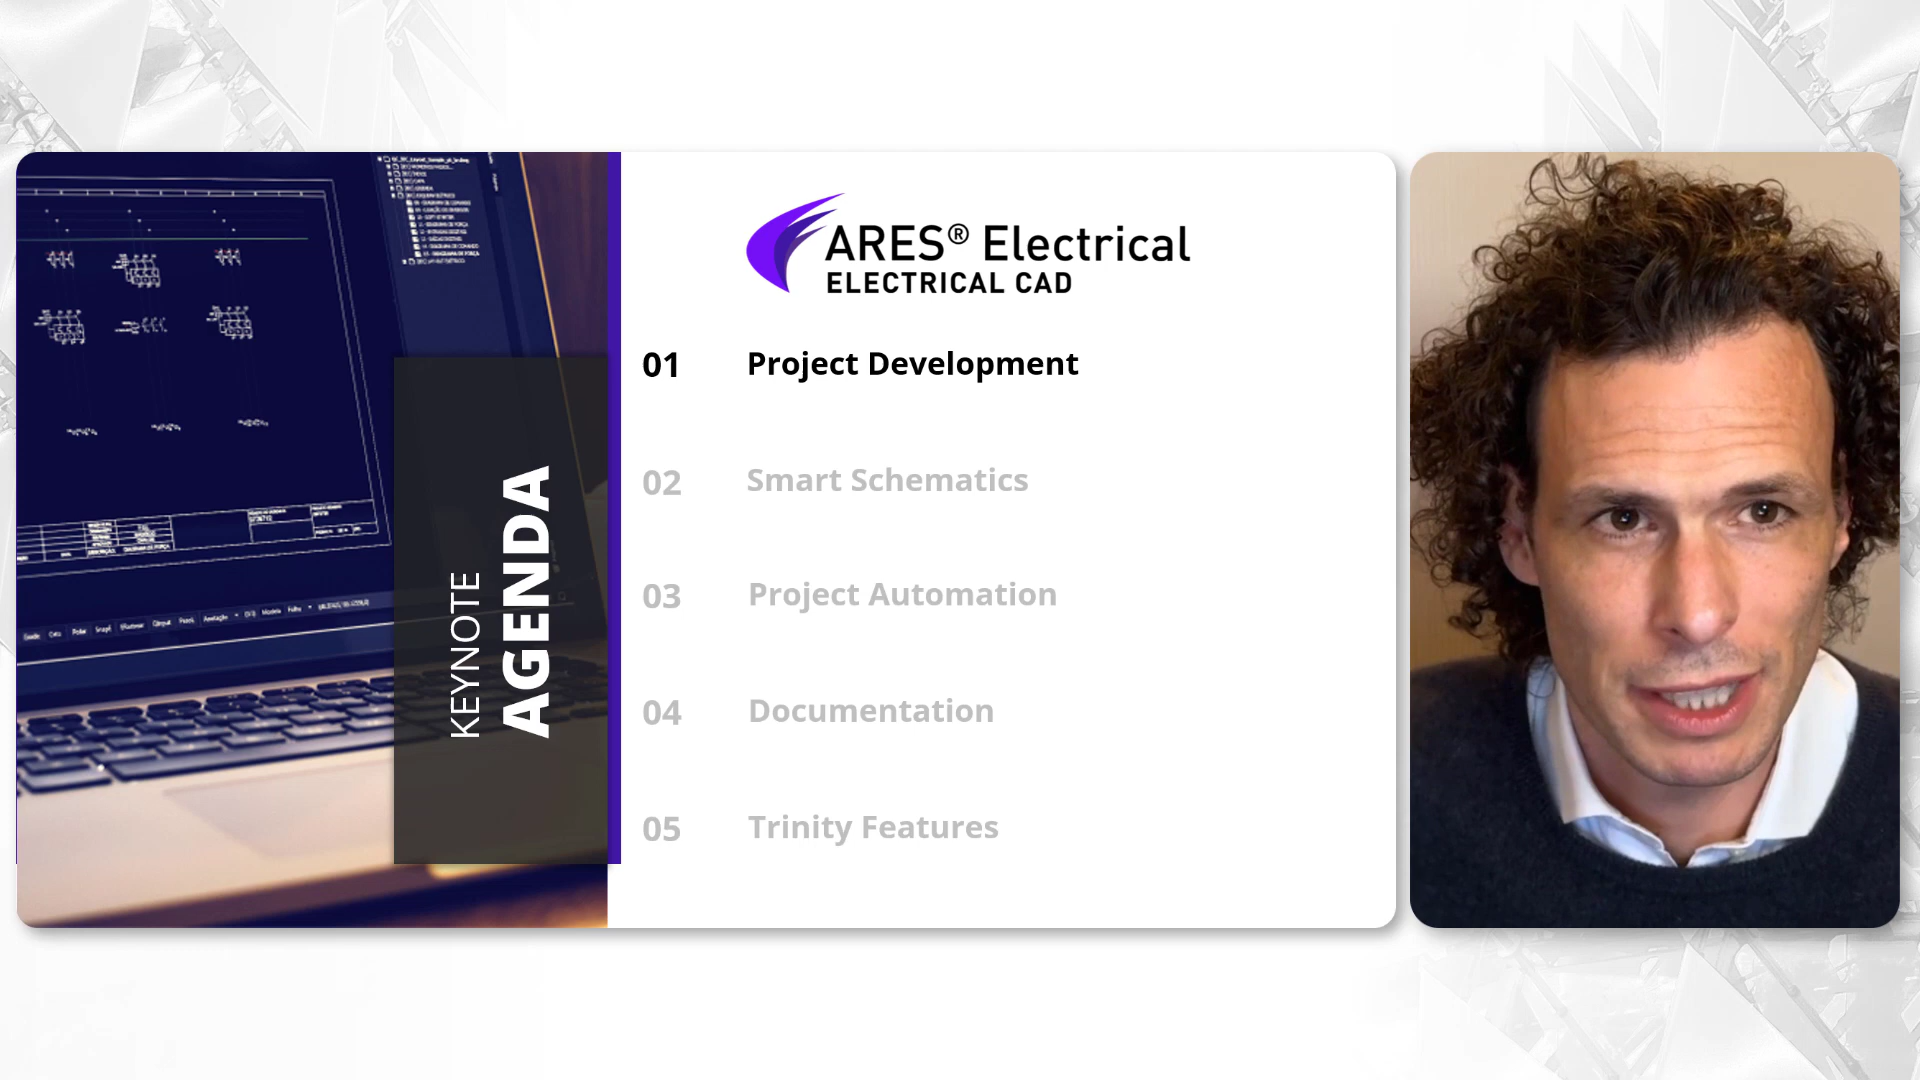 ARES® Electrical
ELECTRICAL CAD
KEYNOTE
AGENDA
01 Project Development
02 Smart Schematics
03 Project Automation
04 Documentation
05 Trinity Features